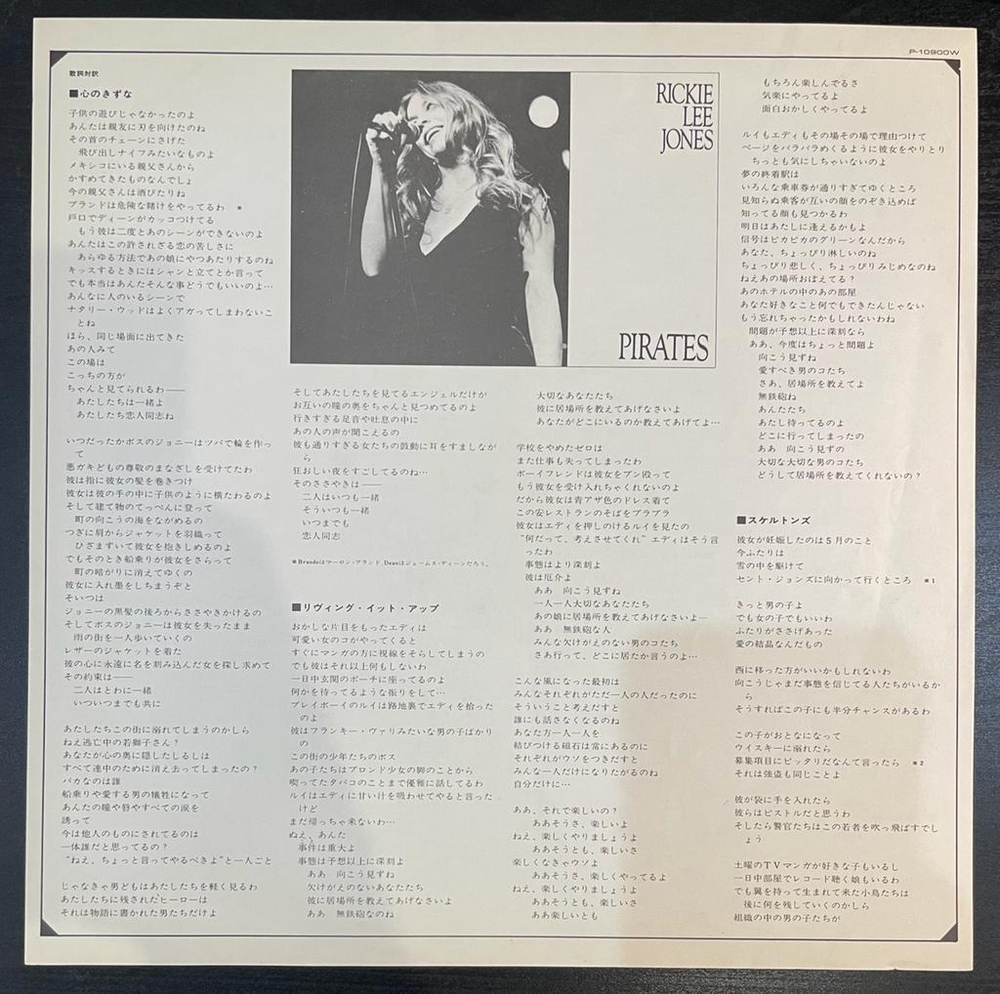 P-10900W
歌詞対訳
■心のきずな
子供の遊びじゃなかったのよ
あんたは親友に刃を向けたのね
その首のチェーンにさげた
飛び出しナイフみたいなものよ
メキシコにいる親父さんから
かすめてきたものなんでしょ
今の親父さんは酒びたりね
ブランドは危険な賭けをやってるわ ＊
戸口でディーンがカッコつけてる
もう彼は二度とあのシーンができないのよ
あんたはこの許されざる恋の苦しさに
あらゆる方法であの娘にやつあたりするのね
キッスするときにはシャンと立てとか言って
でも本当はあんたそんな事どうでもいいのよ…
あんなに人のいるシーンで
ナタリー・ウッドはよくアガってしまわないこ
とね
ほら、同じ場面に出てきた
あの人みて
この場は
こっちの方が
ちゃんと見てられるわ──
あたしたちは一緒よ
あたしたち恋人同志ね
いつだったかボスのジョニーはツバで輪を作っ
て
悪ガキどもの尊敬のまなざしを受けてたわ
彼は指に彼女の髪を巻きつけ
彼女は彼の手の中に子供のように横たわるのよ
そして建て物のてっぺんに登って
町の向こうの海をながめるの
つぎに肩からジャケットを羽織って
ひざまずいて彼女を抱きしめるのよ
でもそのとき船乗りが彼女をさらって
町の暗がりに消えてゆくの
彼女に入れ墨をしちまうぞと
そいつは
ジョニーの黒髪の後ろからささやきかけるの
そしてボスのジョニーは彼女を失ったまま
雨の街を一人歩いていくの
レザーのジャケットを着た
彼の心に永遠に名を刻み込んだ女を探し求めて
その約束は──
二人はとわに一緒
いついつまでも共に
あたしたちこの街に溺れてしまうのかしら
ねえ逃亡中の若獅子さん？
あなたが心の奥に隠したしるしは
すべて連中のために消え去ってしまったの？
バカなのは誰
船乗りや愛する男の犠牲になって
あんたの瞳や唇やすべての涙を
誘って
今は他人のものにされてるのは
一体誰だと思ってるの？
“ねえ、ちょっと言ってやるべきよ”と一人ごと
じゃなきゃ男どもはあたしたちを軽く見るわ
あたしたちに残されたヒーローは
それは物語に書かれた男たちだけよ
RICKIE
LEE
JONES
PIRATES
そしてあたしたちを見てるエンジェルだけが
お互いの瞳の奥をちゃんと見つめてるのよ
行きすぎる足音や吐息の中に
あの人の声が聞こえるの
彼も通りすぎる女たちの鼓動に耳をすましなが
ら
狂おしい夜をすごしてるのね…
そのささやきは──
二人はいつも一緒
そういつも一緒
いつまでも
恋人同志
＊Brandoはマーロン・ブランド、Deanはジェームス・ディーンだろう。
■リヴィング・イット・アップ
おかしな片目をもったエディは
可愛い女のコがやってくると
すぐにマンガの方に視線をそらしてしまうの
でも彼はそれ以上何もしないわ
一日中玄関のポーチに座ってるのよ
何かを待ってるような振りをして…
プレイボーイのルイは路地裏でエディを拾った
のよ
彼はフランキー・ヴァリみたいな男の子ばかり
の
この街の少年たちのボス
あの子たちはブロンド少女の脚のことから
喫ってたタバコのことまで優雅に話してるわ
ルイはエディに甘い汁を吸わせてやると言った
けど
まだ帰っちゃ来ないわ…
ぬぇ、あんた
事件は重大よ
事態は予想以上に深刻よ
ああ 向こう見ずね
欠けがえのないあなたたち
彼に居場所を教えてあげなさいよ
ああ 無鉄砲なのね
大切なあなたたち
彼に居場所を教えてあげなさいよ
あなたがどこにいるのか教えてあげてよ…
学校をやめたゼロは
また仕事も失ってしまったわ
ボーイフレンドは彼女をブン殴って
もう彼女を受け入れちゃくれないのよ
だから彼女は青アザ色のドレス着て
この安レストランのそばをブラブラ
彼女はエディを押しのけるルイを見たの
“何だって、考えさせてくれ”エディはそう言
ったわ
事態はより深刻よ
彼は厄介よ
ああ 向こう見ずね
一人一人大切なあなたたち
あの娘に居場所を教えてあげなさいよ─
ああ 無鉄砲な人
みんな欠けがえのない男のコたち
さあ行って、どこに居たか言うのよ…
こんな風になった最初は
みんなそれぞれがただ一人の人だったのに
そういうこと考えだすと
誰にも話さなくなるのね
あなた方一人一人を
結びつける磁石は常にあるのに
それぞれがウソをつきだすと
みんな一人だけになりたがるのね
自分だけに…
ああ、それで楽しいの？
ああそうさ、楽しいよ
ねえ、楽しくやりましょうよ
ああそうとも、楽しいさ
楽しくなきゃウソよ
ああそうさ、楽しくやってるよ
ねえ、楽しくやりましょうよ
ああそうとも、楽しいさ
ああ楽しいとも
もちろん楽しんでるさ
気楽にやってるよ
面白おかしくやってるよ
ルイもエディもその場その場で理由つけて
ページをパラパラめくるように彼女をやりとり
ちっとも気にしちゃいないのよ
夢の終着駅は
いろんな乗車券が通りすぎてゆくところ
見知らぬ乗客が互いの顔をのぞき込めば
知ってる顔も見つかるわ
明日はあたしに逢えるかもよ
信号はピカピカのグリーンなんだから
あなた、ちょっぴり淋しいのね
ちょっぴり悲しく、ちょっぴりみじめなのね
ねえあの場所おぼえてる？
あのホテルの中のあの部屋
あなた好きなこと何でもできたんじゃない
もう忘れちゃったかもしれないわね
問題が予想以上に深刻なら
ああ、今度はちょっと問題よ
向こう見ずね
愛すべき男のコたち
さあ、居場所を教えてよ
無鉄砲ね
あんたたち
あたし待ってるのよ
どこに行ってしまったの
ああ 向こう見ずの
大切な大切な男のコたち
どうして居場所を教えてくれないの？
■スケルトンズ
彼女が妊娠したのは５月のこと
今ふたりは
雪の中を駆けて
セント・ジョンズに向かって行くところ ＊1
きっと男の子よ
でも女の子でもいいわ
ふたりがささげあった
愛の結晶なんだもの
西に移った方がいいかもしれないわ
向こうじゃまだ事態を信じてる人たちがいるか
ら
そうすればこの子にも半分チャンスがあるわ
この子がおとなになって
ウイスキーに溺れたら
募集項目にピッタリだなんて言ったら ＊2
それは強盗も同じことよ
彼が袋に手を入れたら
彼らはピストルだと思うわ
そしたら警官たちはこの若者を吹っ飛ばすでし
ょう
土曜のＴＶマンガが好きな子もいるし
一日中部屋でレコード聴く娘もいるわ
でも翼を持って生まれて来た小鳥たちは
後に何を残していくのかしら
組織の中の男の子たちが